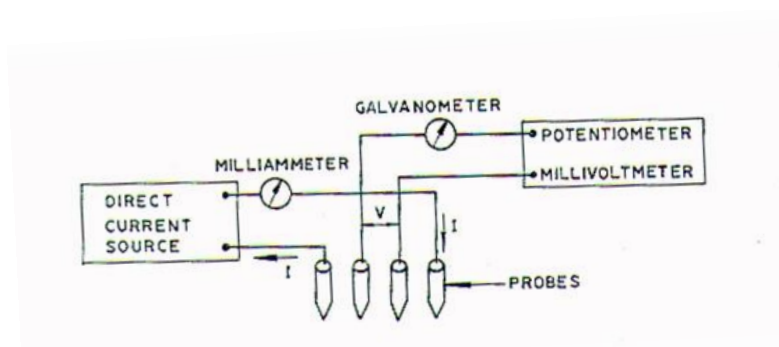 GALVANOMETER
POTENTIOMETER
MILLIAMMETER
MILLIVOLTMETER
DIRECT
CURRENT
SOURCE
V
I
I
PROBES